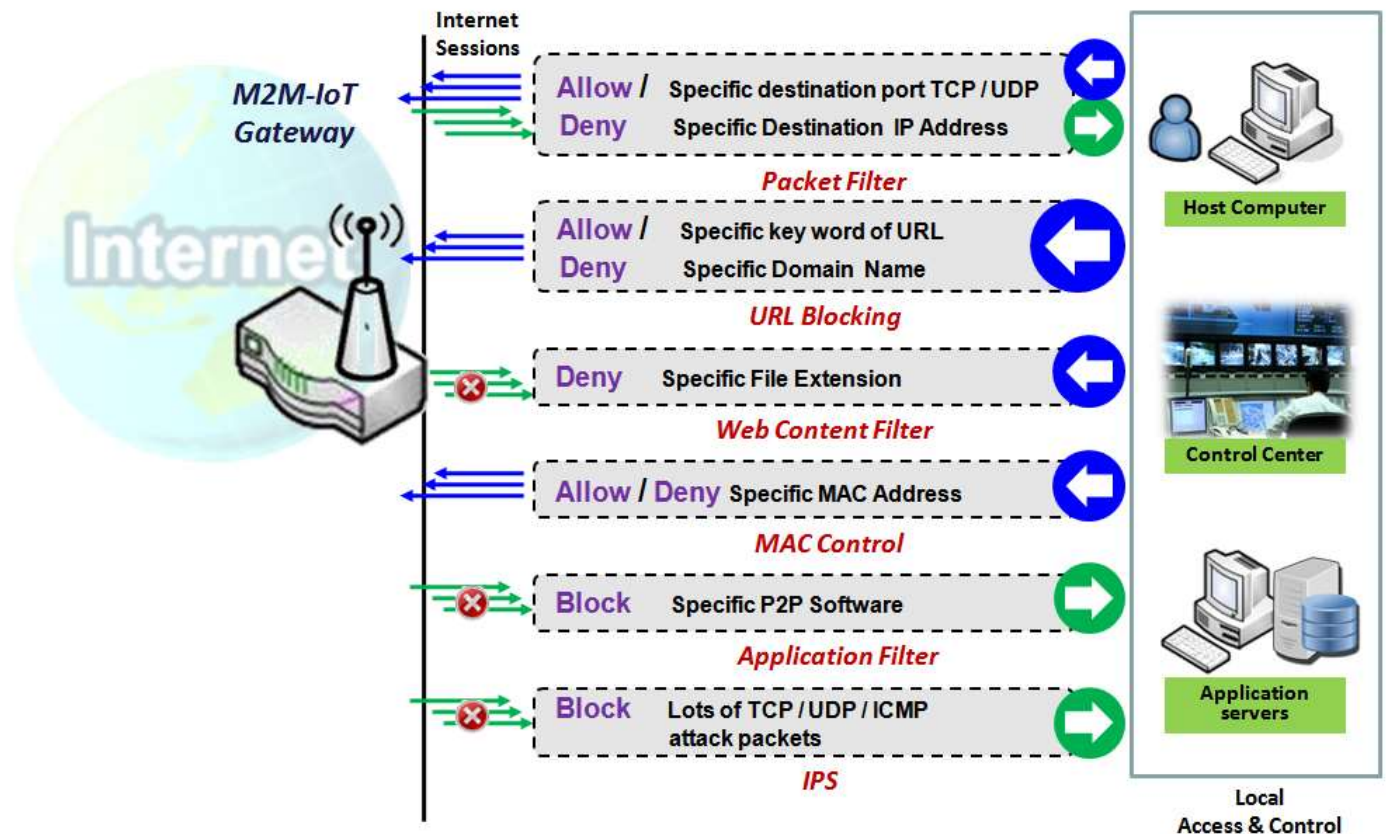 Internet
Sessions
M2M-IoT
Gateway
Internet
Allow / Specific destination port TCP / UDP
Deny Specific Destination IP Address
Packet Filter
Allow / Specific key word of URL
Deny Specific Domain Name
URL Blocking
Deny Specific File Extension
Web Content Filter
Allow / Deny Specific MAC Address
MAC Control
Block Specific P2P Software
Application Filter
Block Lots of TCP / UDP / ICMP
attack packets
IPS
Host Computer
Control Center
Application
servers
Local
Access & Control